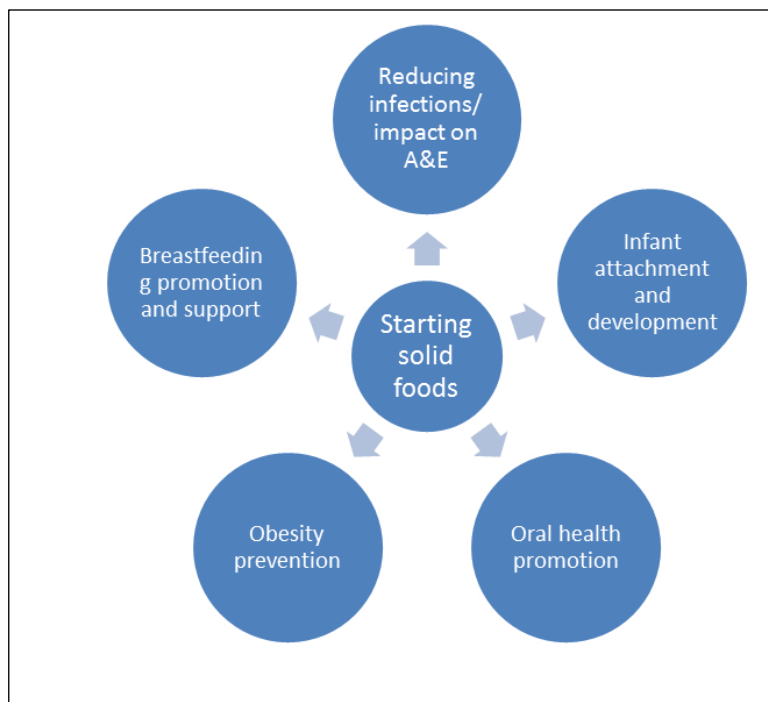 Reducing
infections/
impact on
A&E
Breastfeedin
g promotion
and support
Infant
attachment
and
development
Starting
solid
foods
Obesity
prevention
Oral health
promotion